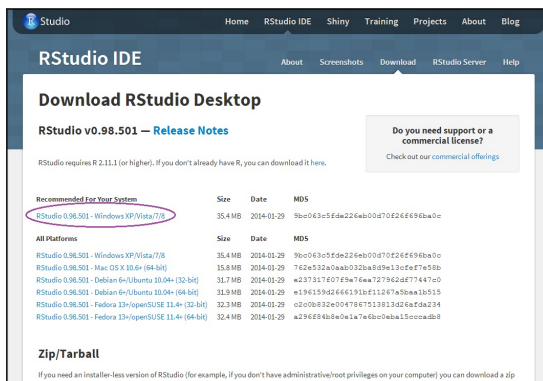 R Studio
Home RStudio IDE Shiny Training Projects About Blog
RStudio IDE
About Screenshots Download RStudio Server Help
Download RStudio Desktop
RStudio v0.98.501 — Release Notes
RStudio requires R 2.11.1 (or higher). If you don't already have R, you can download it here.
Do you need support or a commercial license?
Check out our commercial offerings
Recommended For Your System Size Date MD5
RStudio 0.98.501 - Windows XP/Vista/7/8 35.4 MB 2014-01-29 9bc063c5fde226eb00d70f26f696ba0c
All Platforms Size Date MD5
RStudio 0.98.501 - Windows XP/Vista/7/8 35.4 MB 2014-01-29 9bc063c5fde226eb00d70f26f696ba0c
RStudio 0.98.501 - Mac OS X 10.6+ (64-bit) 15.8 MB 2014-01-29 762e532a0aab032ba8d9e13cfef7e58b
RStudio 0.98.501 - Debian 6+/Ubuntu 10.04+ (32-bit) 31.7 MB 2014-01-29 e237317f07f9e76ea727962df77447c0
RStudio 0.98.501 - Debian 6+/Ubuntu 10.04+ (64-bit) 31.9 MB 2014-01-29 e196159d2666191bf11267a5baa1b515
RStudio 0.98.501 - Fedora 13+/openSUSE 11.4+ (32-bit) 32.3 MB 2014-01-29 c2c0b832e0047867513813d26afda234
RStudio 0.98.501 - Fedora 13+/openSUSE 11.4+ (64-bit) 32.4 MB 2014-01-29 a296f84b8e0e1a7e6bc0eba15cccadb8
Zip/Tarball
If you need an installer-less version of RStudio (for example, if you don't have administrative/root privileges on your computer) you can download a zip